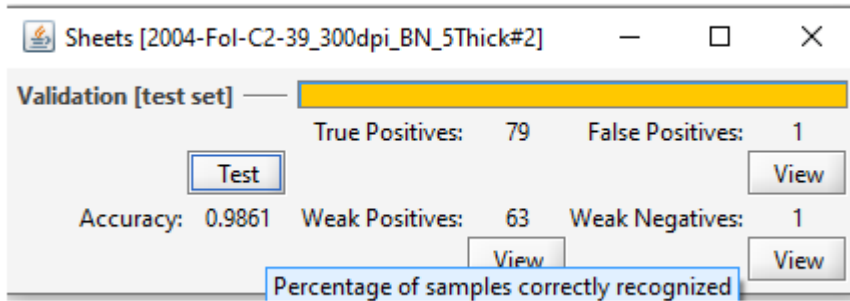 Sheets [2004-Fol-C2-39_300dpi_BN_5Thick#2]
Validation [test set]
True Positives: 79 False Positives: 1
Test View
Accuracy: 0.9861 Weak Positives: 63 Weak Negatives: 1
View View
Percentage of samples correctly recognized